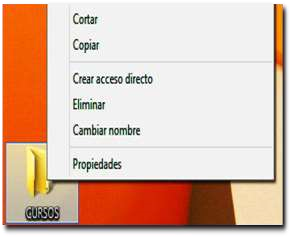 Cortar
Copiar
Crear acceso directo
Eliminar
Cambiar nombre
Propiedades
CURSOS